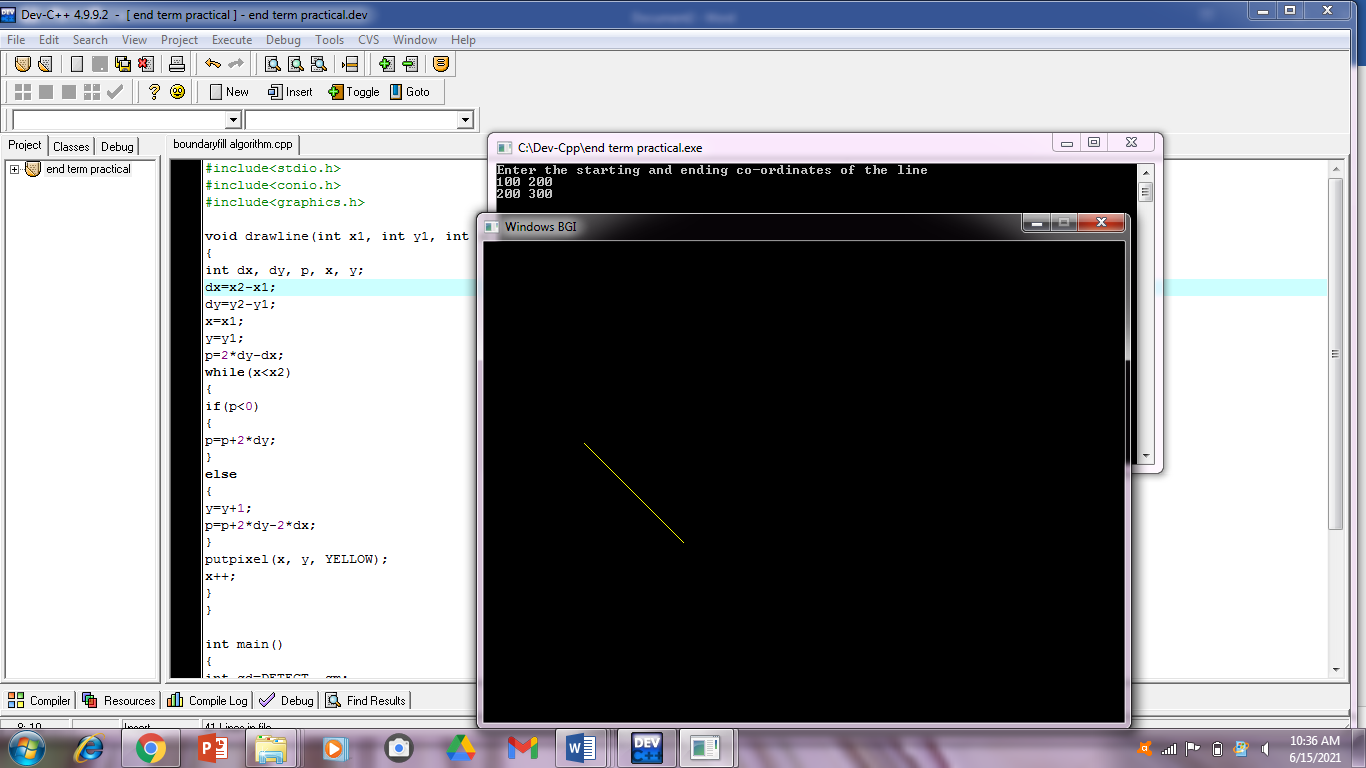 Dev-C++ 4.9.9.2 - [ end term practical ] - end term practical.dev
File Edit Search View Project Execute Debug Tools CVS Window Help
New Insert Toggle Goto
Project Classes Debug
boundaryfill algorithm.cpp
end term practical
#include<stdio.h>
#include<conio.h>
#include<graphics.h>
void drawline(int x1, int y1, int
{
int dx, dy, p, x, y;
dx=x2-x1;
dy=y2-y1;
x=x1;
y=y1;
p=2*dy-dx;
while(x<x2)
{
if(p<0)
{
p=p+2*dy;
}
else
{
y=y+1;
p=p+2*dy-2*dx;
}
putpixel(x, y, YELLOW);
x++;
}
}
int main()
{
int gd=DETECT, gm;
C:\Dev-Cpp\end term practical.exe
Enter the starting and ending co-ordinates of the line
100 200
200 300
Windows BGI
Compiler Resources Compile Log Debug Find Results
Insert 41 Lines in file
DEV C++
10:36 AM
6/15/2021